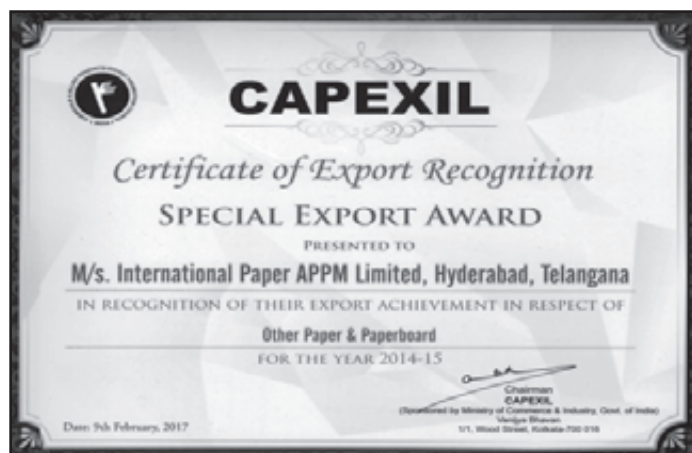 CAPEXIL
Certificate of Export Recognition
SPECIAL EXPORT AWARD
PRESENTED TO
M/s. International Paper APPM Limited, Hyderabad, Telangana
IN RECOGNITION OF THEIR EXPORT ACHIEVEMENT IN RESPECT OF
Other Paper & Paperboard
FOR THE YEAR 2014-15
Chairman
CAPEXIL
(Sponsored by Ministry of Commerce & Industry, Govt. of India)
Vanijya Bhavan
1/1, Wood Street, Kolkata-700 016
Date: 9th February, 2017